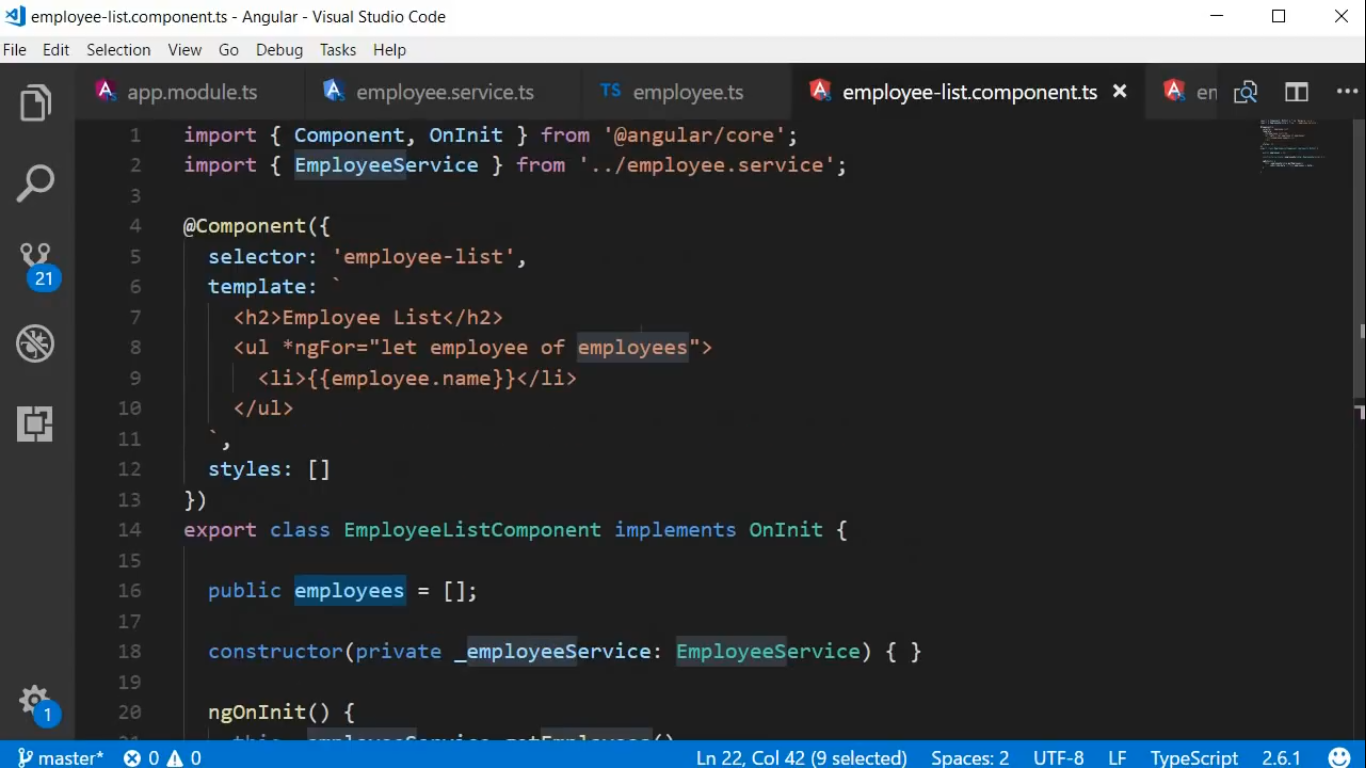 employee-list.component.ts - Angular - Visual Studio Code
File Edit Selection View Go Debug Tasks Help
app.module.ts employee.service.ts TS employee.ts employee-list.component.ts en
1 import { Component, OnInit } from '@angular/core';
2 import { EmployeeService } from '../employee.service';
3
4 @Component({
5 selector: 'employee-list',
6 template: `
7 <h2>Employee List</h2>
8 <ul *ngFor="let employee of employees">
9 <li>{{employee.name}}</li>
10 </ul>
11 `,
12 styles: []
13 })
14 export class EmployeeListComponent implements OnInit {
15
16 public employees = [];
17
18 constructor(private _employeeService: EmployeeService) { }
19
20 ngOnInit() {
21 this._employeeService.getEmployees()
21
1
master* 0 0 Ln 22, Col 42 (9 selected) Spaces: 2 UTF-8 LF TypeScript 2.6.1